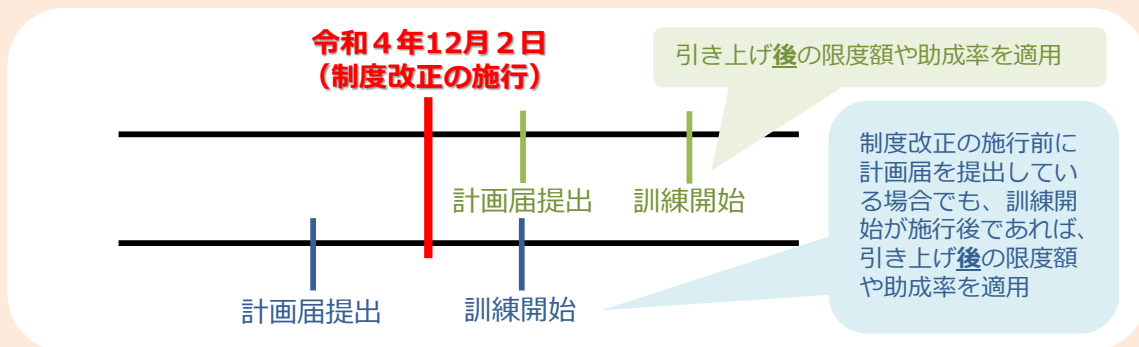 令和４年12月２日
（制度改正の施行）
引き上げ後の限度額や助成率を適用
計画届提出
訓練開始
制度改正の施行前に
計画届を提出してい
る場合でも、訓練開
始が施行後であれば、
引き上げ後の限度額
や助成率を適用
計画届提出
訓練開始